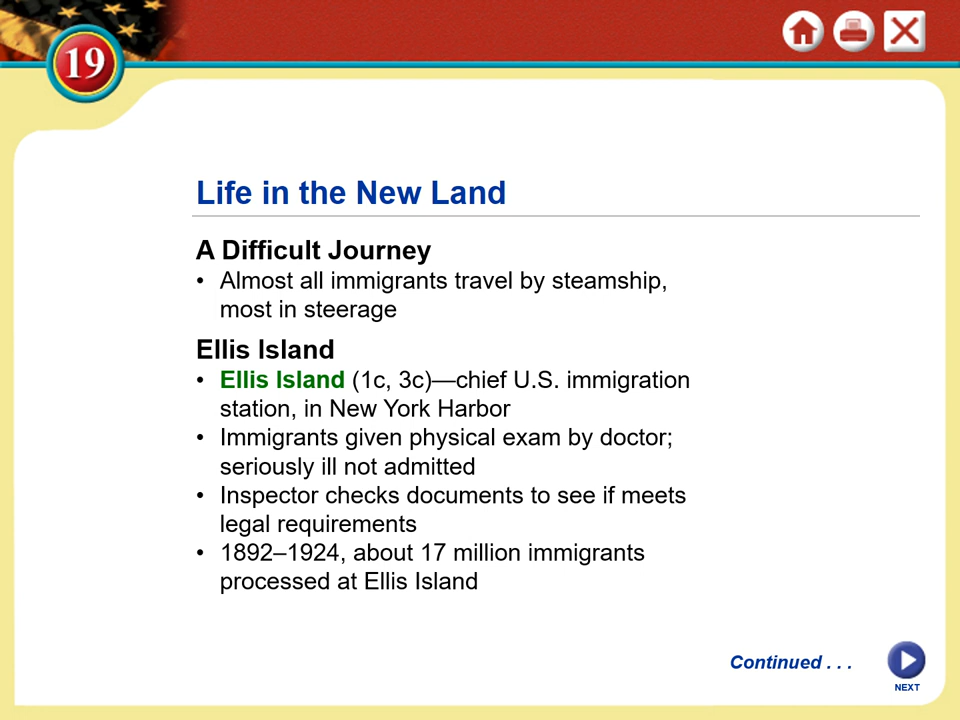 19
Life in the New Land
A Difficult Journey
• Almost all immigrants travel by steamship,
most in steerage
Ellis Island
• Ellis Island (1c, 3c)—chief U.S. immigration
station, in New York Harbor
• Immigrants given physical exam by doctor;
seriously ill not admitted
• Inspector checks documents to see if meets
legal requirements
• 1892–1924, about 17 million immigrants
processed at Ellis Island
Continued . . .
NEXT